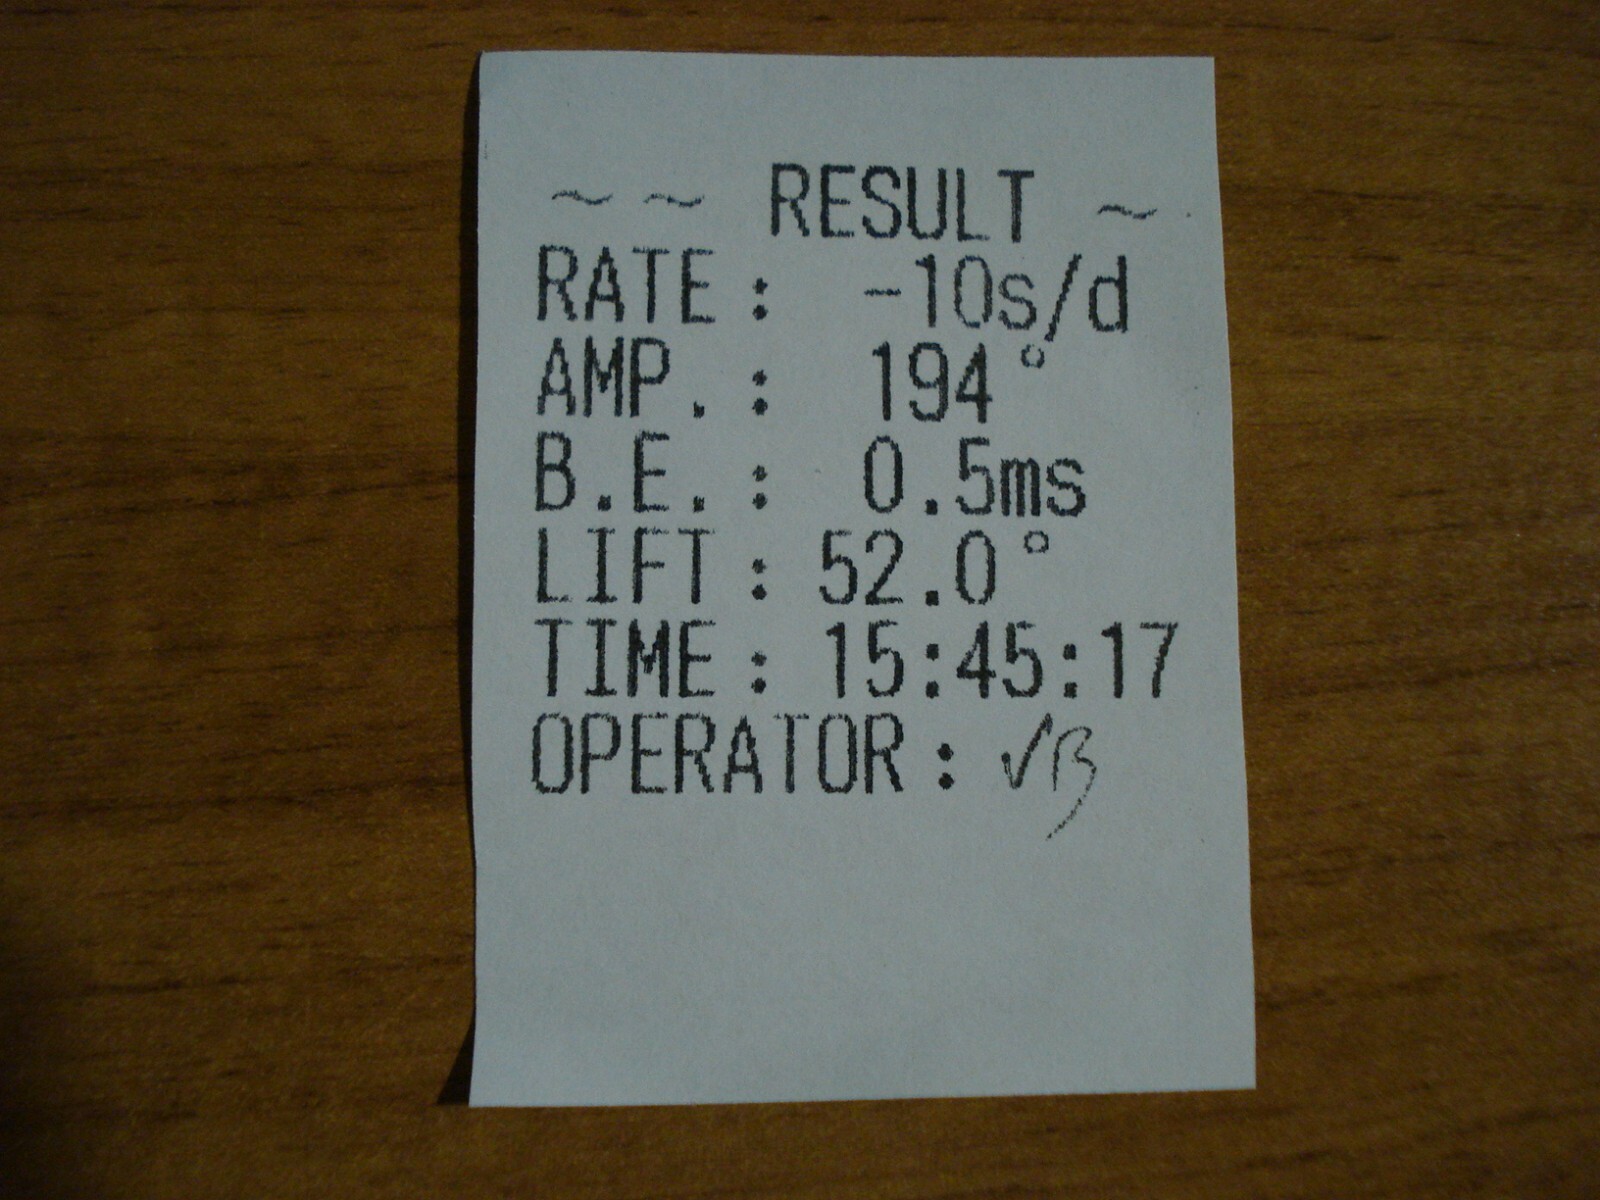 ~ ~ RESULT ~
RATE : -10s/d
AMP. : 194°
B.E. : 0.5ms
LIFT : 52.0°
TIME : 15:45:17
OPERATOR :